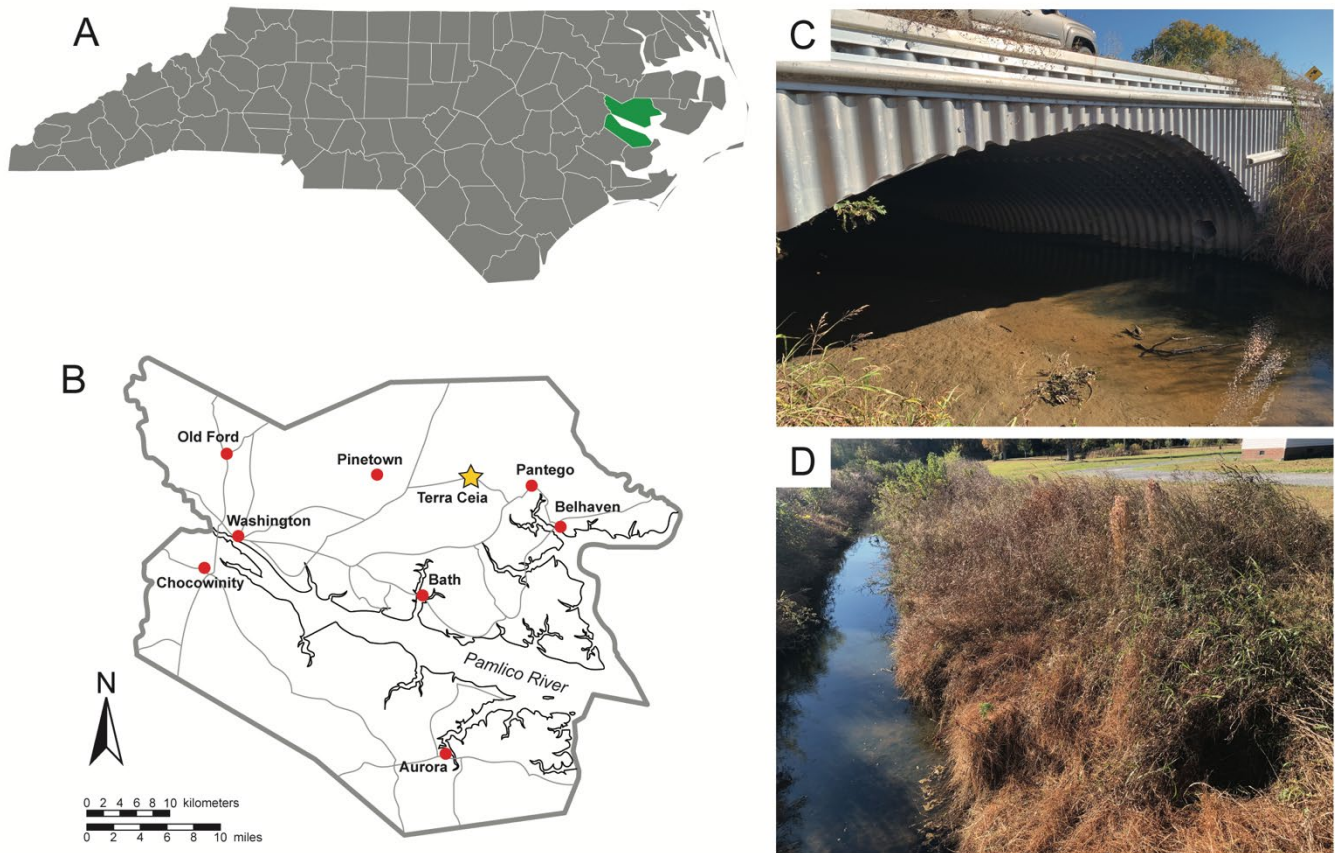 A
B
Old Ford
Pinetown
Terra Ceia
Pantego
Belhaven
Washington
Chocowinity
Bath
Pamlico River
Aurora
N
0 2 4 6 8 10 kilometers
0 2 4 6 8 10 miles
C
D